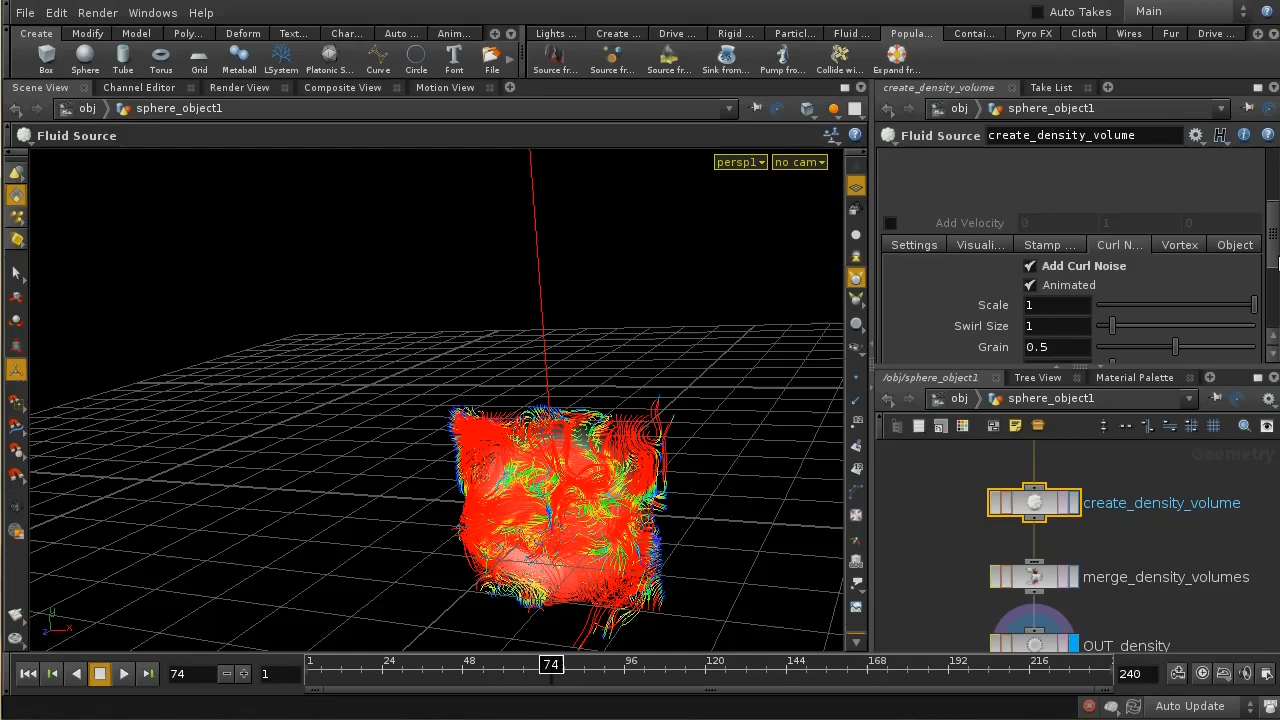 File Edit Render Windows Help Auto Takes Main
Create Modify Model Poly... Deform Text... Char... Auto ... Anim... Lights ... Create ... Drive ... Rigid ... Particl... Fluid ... Popula... Contai... Pyro FX Cloth Wires Fur Drive ...
Box Sphere Tube Torus Grid Metaball LSystem Platonic S... Curve Circle Font File Source fr... Source fr... Source fr... Sink from... Pump fro... Collide wi... Expand fr...
Scene View Channel Editor Render View Composite View Motion View create_density_volume Take List
obj sphere_object1 obj sphere_object1
Fluid Source Fluid Source create_density_volume
persp1 no cam
Add Velocity 0 1 0
Settings Visuali... Stamp ... Curl N... Vortex Object
Add Curl Noise
Animated
Scale 1
Swirl Size 1
Grain 0.5
/obj/sphere_object1 Tree View Material Palette
obj sphere_object1
Geometry
create_density_volume
merge_density_volumes
OUT_density
y
z x
74 1 1 24 48 74 96 120 144 168 192 216 240
Auto Update